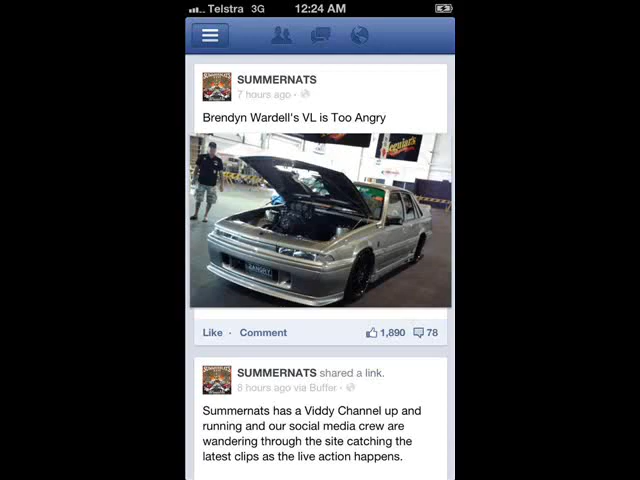 Telstra 3G 12:24 AM
SUMMERNATS
7 hours ago ·
Brendyn Wardell's VL is Too Angry
Meguiar's
2ANGRY
Like · Comment 1,890 78
SUMMERNATS shared a link.
8 hours ago via Buffer ·
Summernats has a Viddy Channel up and
running and our social media crew are
wandering through the site catching the
latest clips as the live action happens.